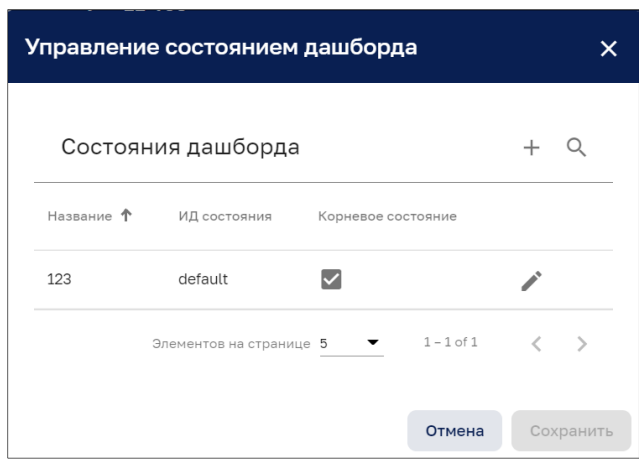 Управление состоянием дашборда
Состояния дашборда
Название ИД состояния Корневое состояние
123 default
Элементов на странице 5 1 – 1 of 1
Отмена Сохранить